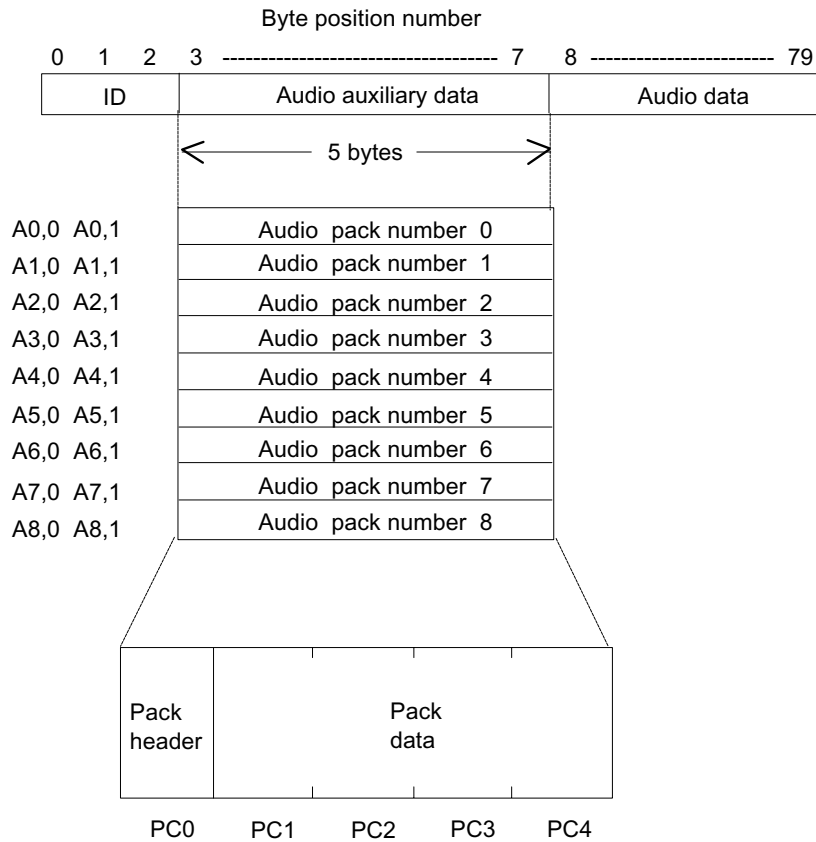 Byte position number
0 1 2 3 ------------------------------------ 7 8 ------------------------ 79
ID Audio auxiliary data Audio data
5 bytes
A0,0 A0,1 Audio pack number 0
A1,0 A1,1 Audio pack number 1
A2,0 A2,1 Audio pack number 2
A3,0 A3,1 Audio pack number 3
A4,0 A4,1 Audio pack number 4
A5,0 A5,1 Audio pack number 5
A6,0 A6,1 Audio pack number 6
A7,0 A7,1 Audio pack number 7
A8,0 A8,1 Audio pack number 8
Pack Pack
header data
PC0 PC1 PC2 PC3 PC4